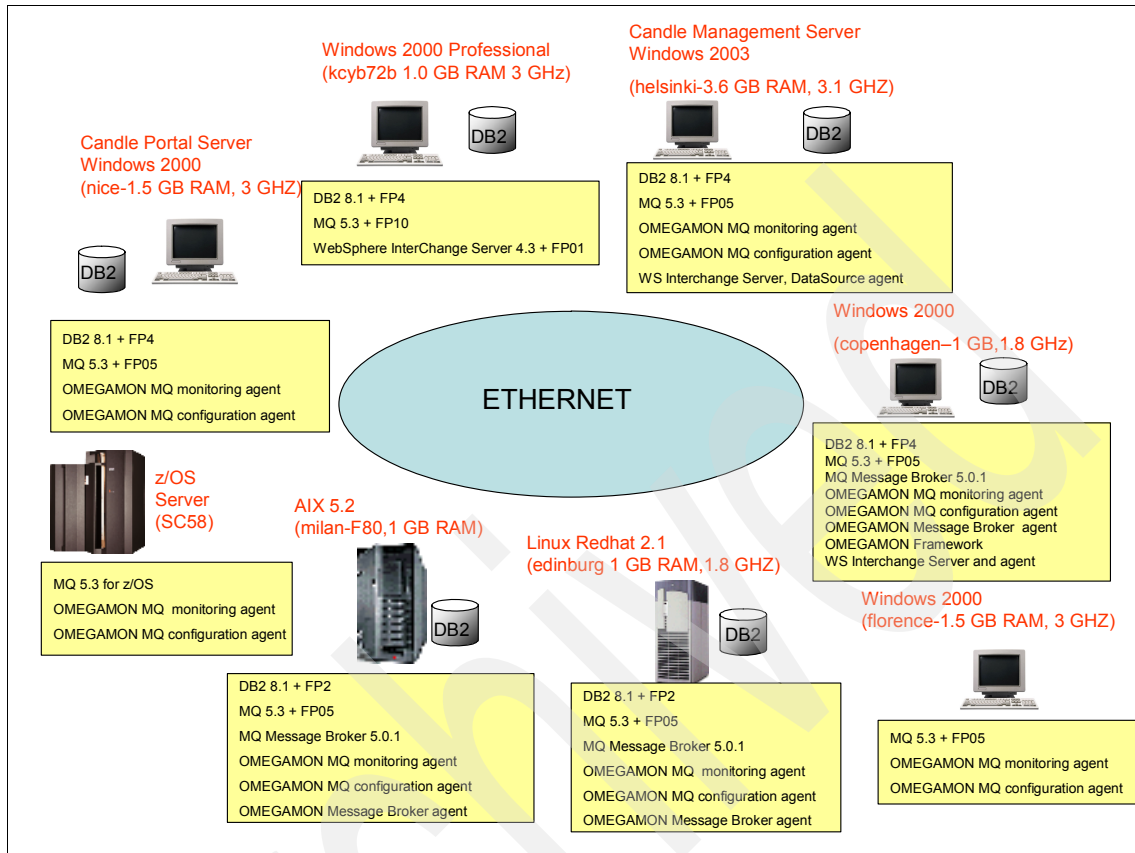 Windows 2000 Professional
(kcyb72b 1.0 GB RAM 3 GHz)
DB2
DB2 8.1 + FP4
MQ 5.3 + FP10
WebSphere InterChange Server 4.3 + FP01
Candle Management Server
Windows 2003
(helsinki-3.6 GB RAM, 3.1 GHZ)
DB2
DB2 8.1 + FP4
MQ 5.3 + FP05
OMEGAMON MQ monitoring agent
OMEGAMON MQ configuration agent
WS Interchange Server, DataSource agent
Candle Portal Server
Windows 2000
(nice-1.5 GB RAM, 3 GHZ)
DB2
DB2 8.1 + FP4
MQ 5.3 + FP05
OMEGAMON MQ monitoring agent
OMEGAMON MQ configuration agent
ETHERNET
Windows 2000
(copenhagen–1 GB,1.8 GHz)
DB2
DB2 8.1 + FP4
MQ 5.3 + FP05
MQ Message Broker 5.0.1
OMEGAMON MQ monitoring agent
OMEGAMON MQ configuration agent
OMEGAMON Message Broker agent
OMEGAMON Framework
WS Interchange Server and agent
z/OS
Server
(SC58)
MQ 5.3 for z/OS
OMEGAMON MQ monitoring agent
OMEGAMON MQ configuration agent
AIX 5.2
(milan-F80,1 GB RAM)
DB2
DB2 8.1 + FP2
MQ 5.3 + FP05
MQ Message Broker 5.0.1
OMEGAMON MQ monitoring agent
OMEGAMON MQ configuration agent
OMEGAMON Message Broker agent
Linux Redhat 2.1
(edinburg 1 GB RAM,1.8 GHZ)
DB2
DB2 8.1 + FP2
MQ 5.3 + FP05
MQ Message Broker 5.0.1
OMEGAMON MQ monitoring agent
OMEGAMON MQ configuration agent
OMEGAMON Message Broker agent
Windows 2000
(florence-1.5 GB RAM, 3 GHZ)
MQ 5.3 + FP05
OMEGAMON MQ monitoring agent
OMEGAMON MQ configuration agent